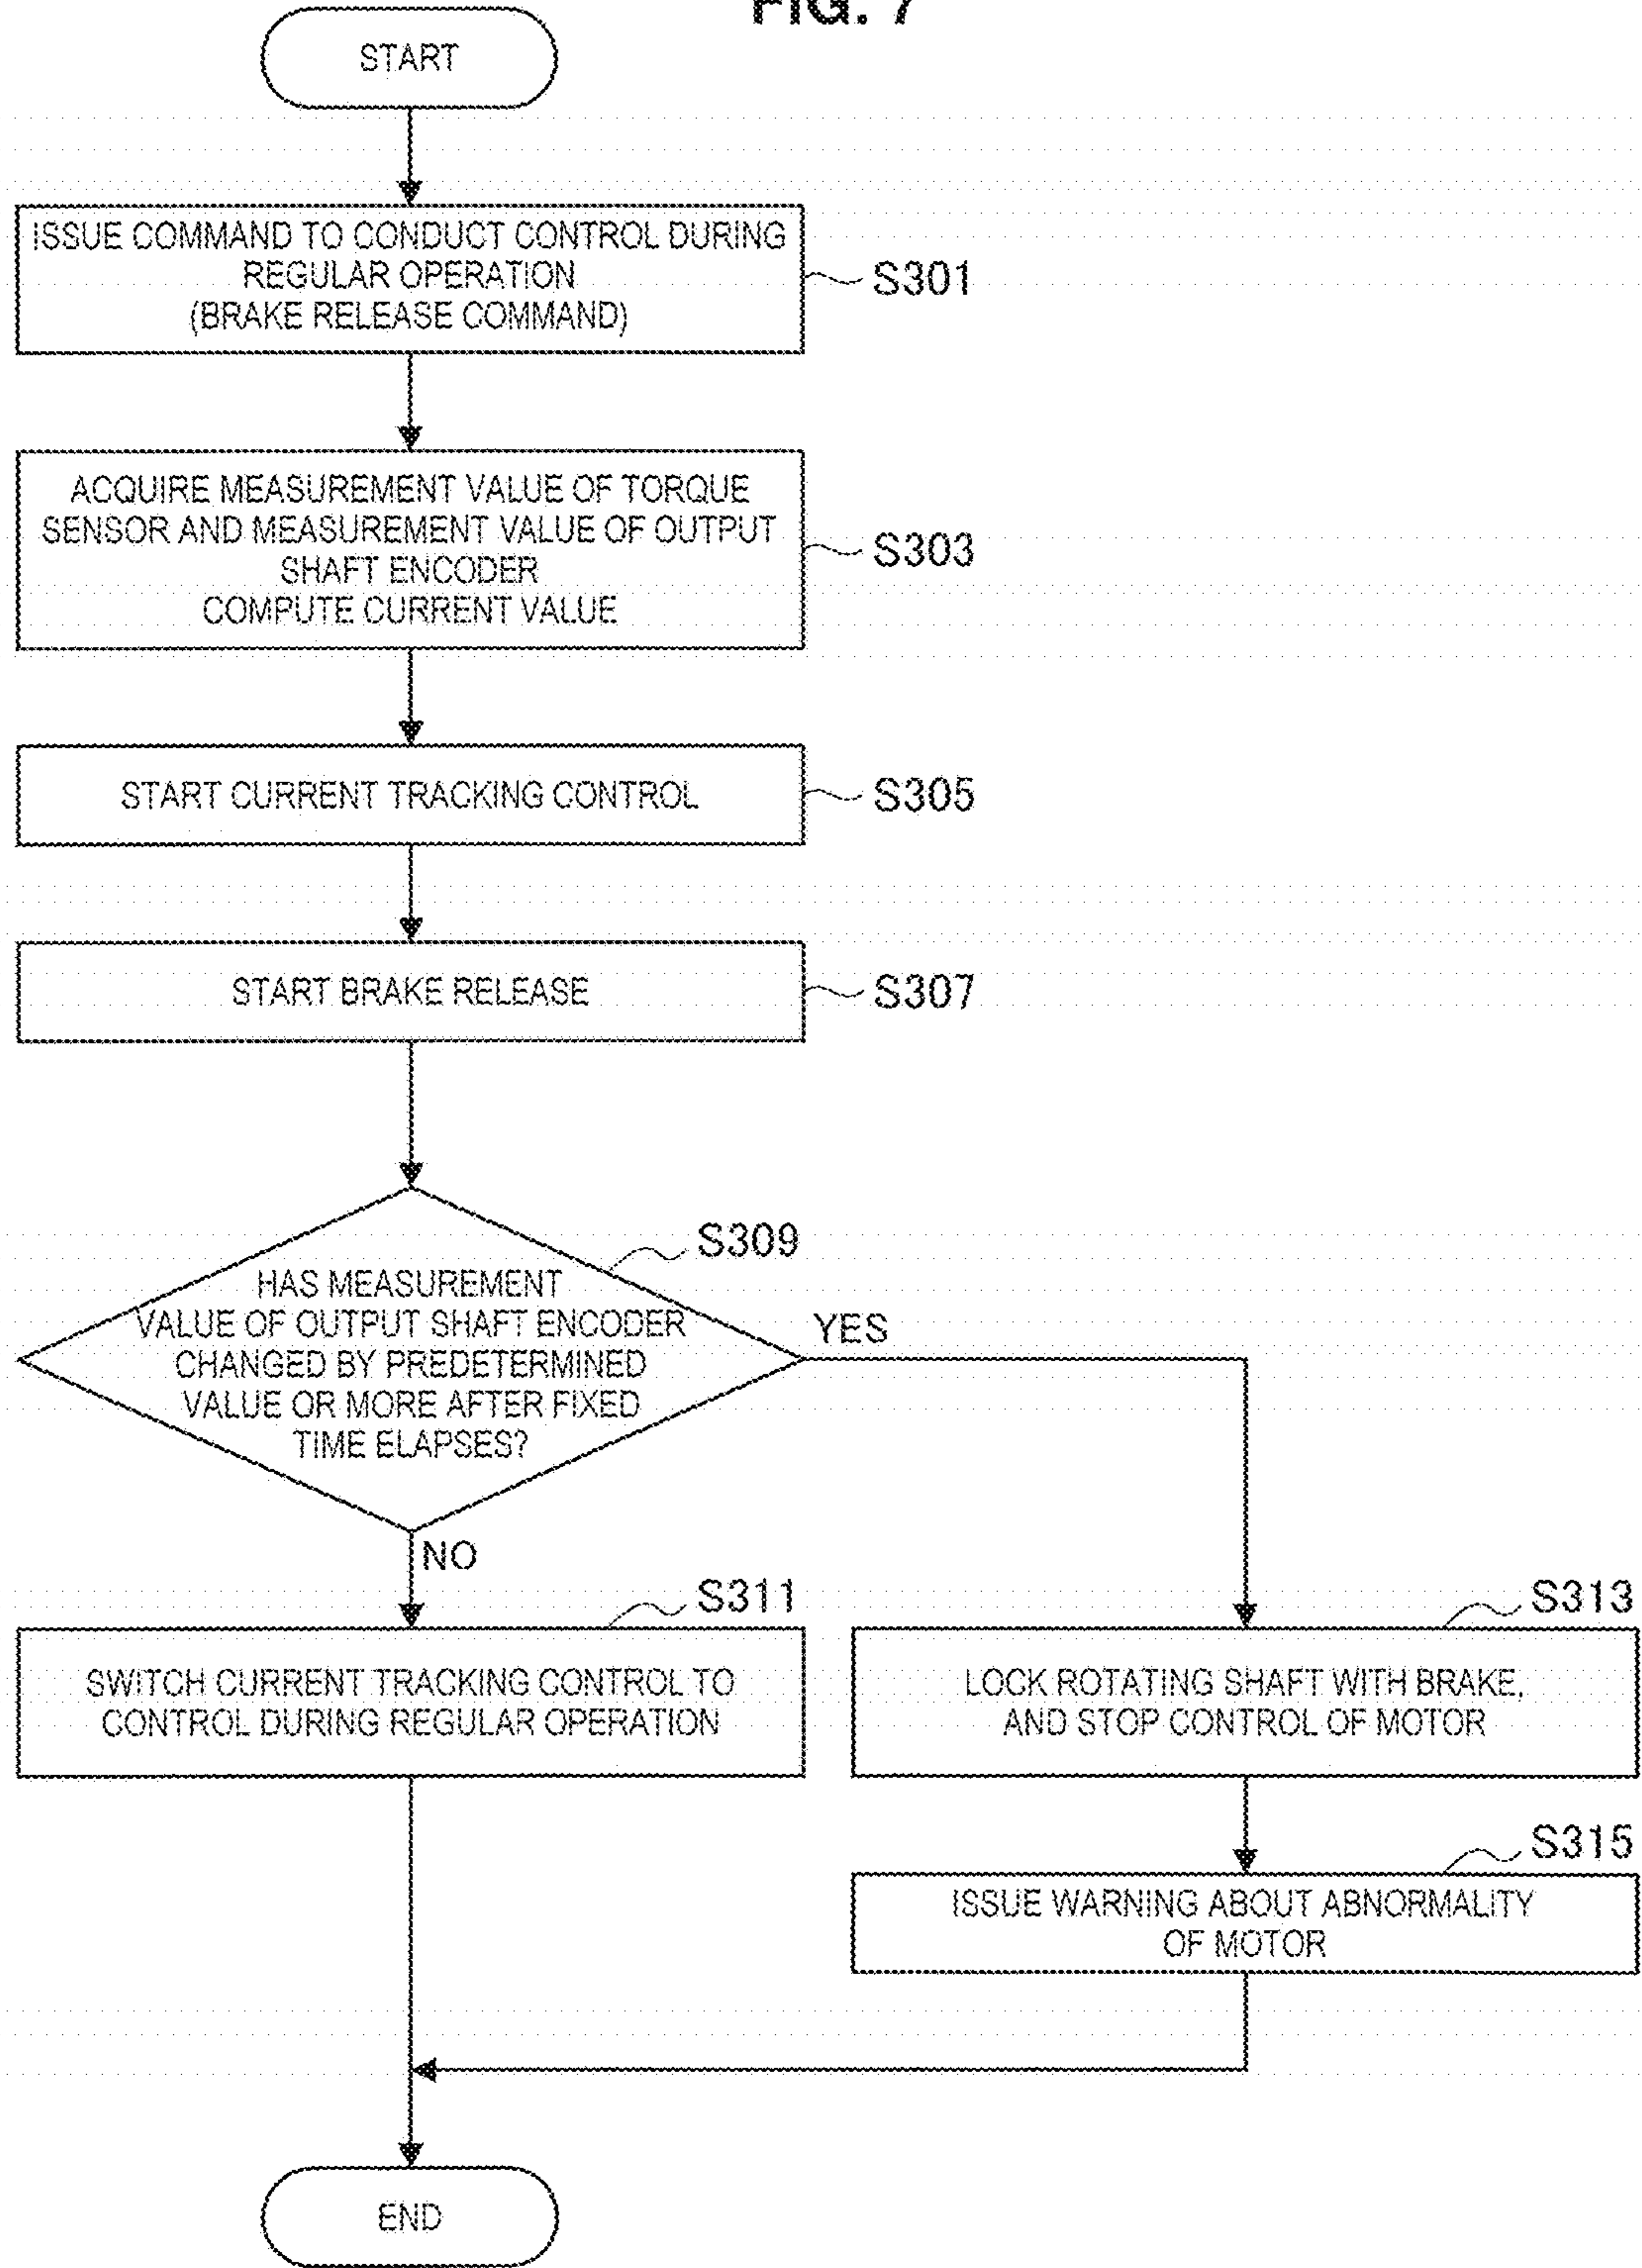 FIG. 7
START
ISSUE COMMAND TO CONDUCT CONTROL DURING
REGULAR OPERATION
(BRAKE RELEASE COMMAND)
S301
ACQUIRE MEASUREMENT VALUE OF TORQUE
SENSOR AND MEASUREMENT VALUE OF OUTPUT
SHAFT ENCODER
COMPUTE CURRENT VALUE
S303
START CURRENT TRACKING CONTROL
S305
START BRAKE RELEASE
S307
S309
HAS MEASUREMENT
VALUE OF OUTPUT SHAFT ENCODER
CHANGED BY PREDETERMINED
VALUE OR MORE AFTER FIXED
TIME ELAPSES?
YES
NO
S311
SWITCH CURRENT TRACKING CONTROL TO
CONTROL DURING REGULAR OPERATION
S313
LOCK ROTATING SHAFT WITH BRAKE,
AND STOP CONTROL OF MOTOR
S315
ISSUE WARNING ABOUT ABNORMALITY
OF MOTOR
END